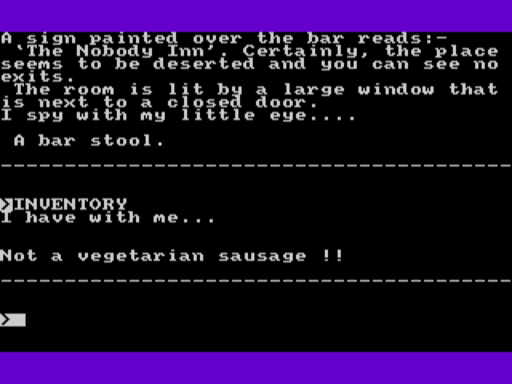 A sign painted over the bar reads:-
'The Nobody Inn'. Certainly, the place
seems to be deserted and you can see no
exits.
The room is lit by a large window that
is next to a closed door.
I spy with my little eye....
A bar stool.
---------------------------------------
>INVENTORY
I have with me...
Not a vegetarian sausage !!
---------------------------------------
>